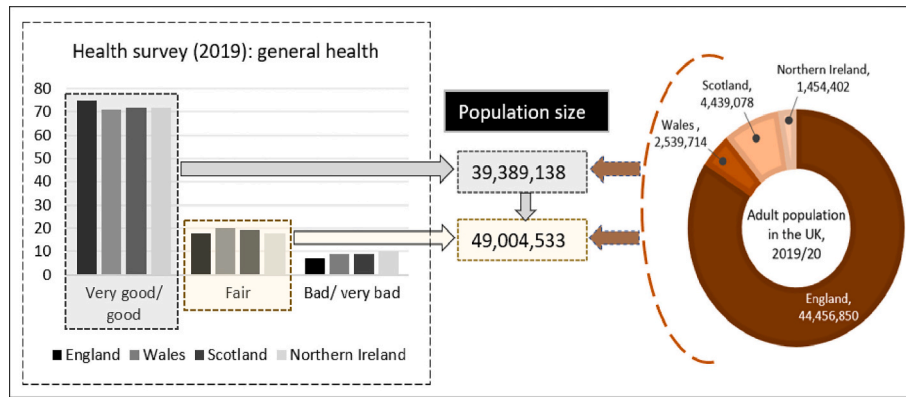 Health survey (2019): general health
80
70
60
50
40
30
20
10
0
Very good/
good
Fair
Bad/ very bad
England
Wales
Scotland
Northern Ireland
Population size
39,389,138
49,004,533
Northern Ireland,
1,454,402
Scotland,
4,439,078
Wales ,
2,539,714
Adult population
in the UK,
2019/20
England,
44,456,850